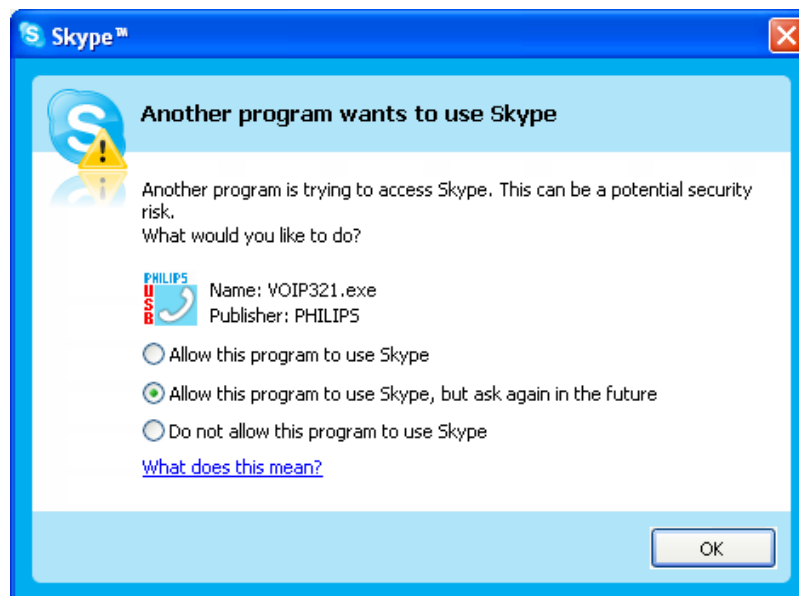 Skype™
Another program wants to use Skype
Another program is trying to access Skype. This can be a potential security
risk.
What would you like to do?
PHILIPS
USB
Name: VOIP321.exe
Publisher: PHILIPS
Allow this program to use Skype
Allow this program to use Skype, but ask again in the future
Do not allow this program to use Skype
What does this mean?
OK